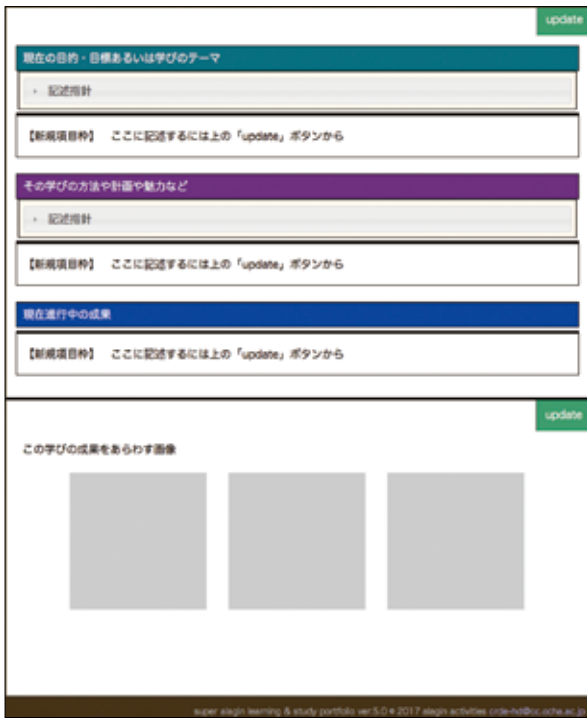 update
現在の目的・目標あるいは学びのテーマ
記述指針
【新規項目枠】 ここに記述するには上の「update」ボタンから
その学びの方法や計画や魅力など
記述指針
【新規項目枠】 ここに記述するには上の「update」ボタンから
現在進行中の成果
【新規項目枠】 ここに記述するには上の「update」ボタンから
update
この学びの成果をあらわす画像
super alagin learning & study portfolio ver.5.0 © 2017 alagin activities crde-hd@cc.ocha.ac.jp